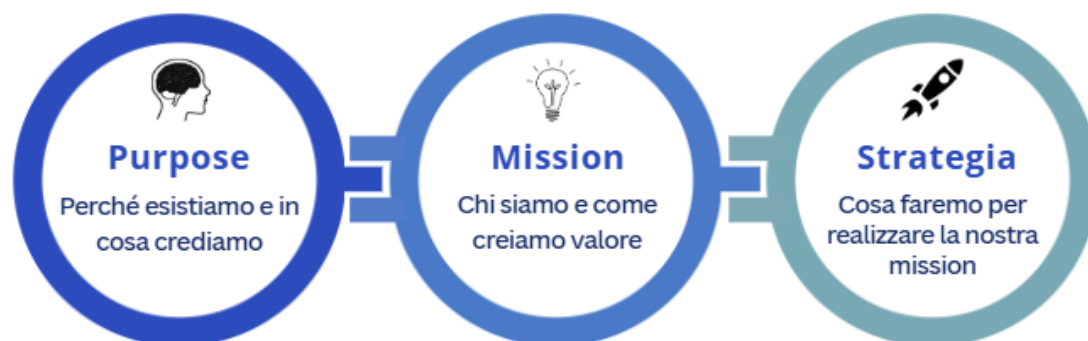 Purpose
Perché esistiamo e in
cosa crediamo
Mission
Chi siamo e come
creiamo valore
Strategia
Cosa faremo per
realizzare la nostra
mission